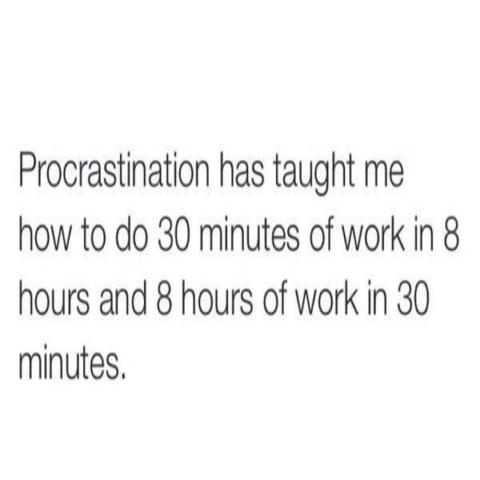 Procrastination has taught me
how to do 30 minutes of work in 8
hours and 8 hours of work in 30
minutes.